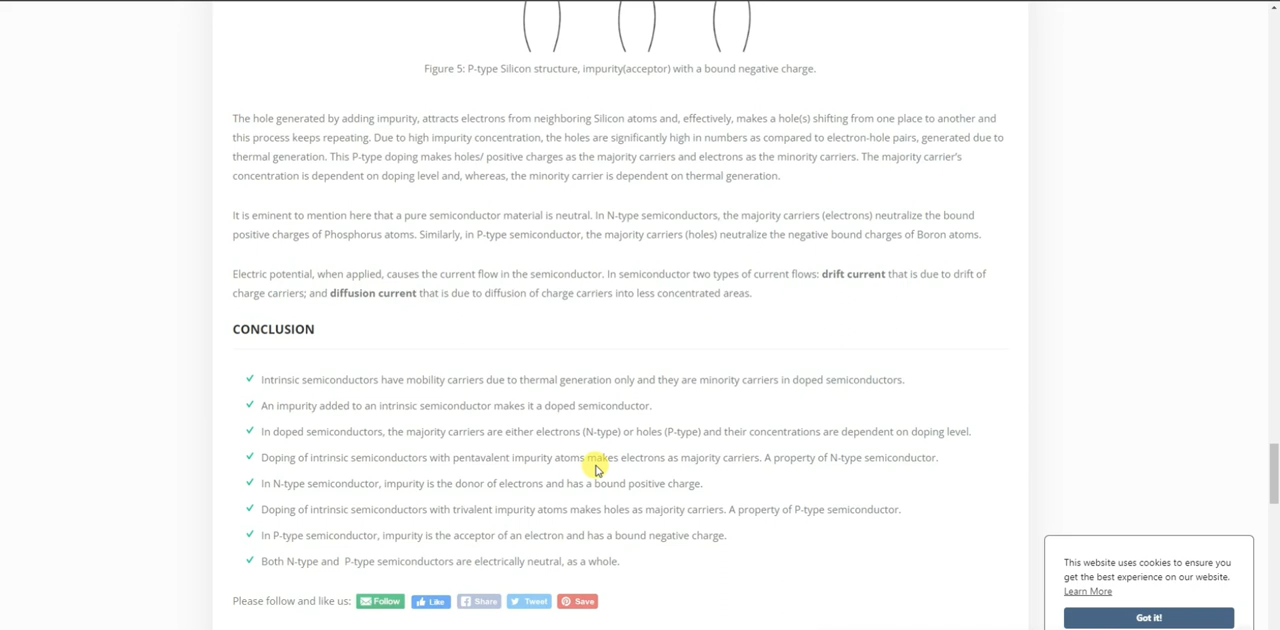 Figure 5: P-type Silicon structure, impurity(acceptor) with a bound negative charge.
The hole generated by adding impurity, attracts electrons from neighboring Silicon atoms and, effectively, makes a hole(s) shifting from one place to another and
this process keeps repeating. Due to high impurity concentration, the holes are significantly high in numbers as compared to electron-hole pairs, generated due to
thermal generation. This P-type doping makes holes/ positive charges as the majority carriers and electrons as the minority carriers. The majority carrier's
concentration is dependent on doping level and, whereas, the minority carrier is dependent on thermal generation.
It is eminent to mention here that a pure semiconductor material is neutral. In N-type semiconductors, the majority carriers (electrons) neutralize the bound
positive charges of Phosphorus atoms. Similarly, in P-type semiconductor, the majority carriers (holes) neutralize the negative bound charges of Boron atoms.
Electric potential, when applied, causes the current flow in the semiconductor. In semiconductor two types of current flows: drift current that is due to drift of
charge carriers; and diffusion current that is due to diffusion of charge carriers into less concentrated areas.
CONCLUSION
Intrinsic semiconductors have mobility carriers due to thermal generation only and they are minority carriers in doped semiconductors.
An impurity added to an intrinsic semiconductor makes it a doped semiconductor.
In doped semiconductors, the majority carriers are either electrons (N-type) or holes (P-type) and their concentrations are dependent on doping level.
Doping of intrinsic semiconductors with pentavalent impurity atoms makes electrons as majority carriers. A property of N-type semiconductor.
In N-type semiconductor, impurity is the donor of electrons and has a bound positive charge.
Doping of intrinsic semiconductors with trivalent impurity atoms makes holes as majority carriers. A property of P-type semiconductor.
In P-type semiconductor, impurity is the acceptor of an electron and has a bound negative charge.
Both N-type and P-type semiconductors are electrically neutral, as a whole.
Please follow and like us: Follow Like Share Tweet Save
This website uses cookies to ensure you
get the best experience on our website.
Learn More
Got it!